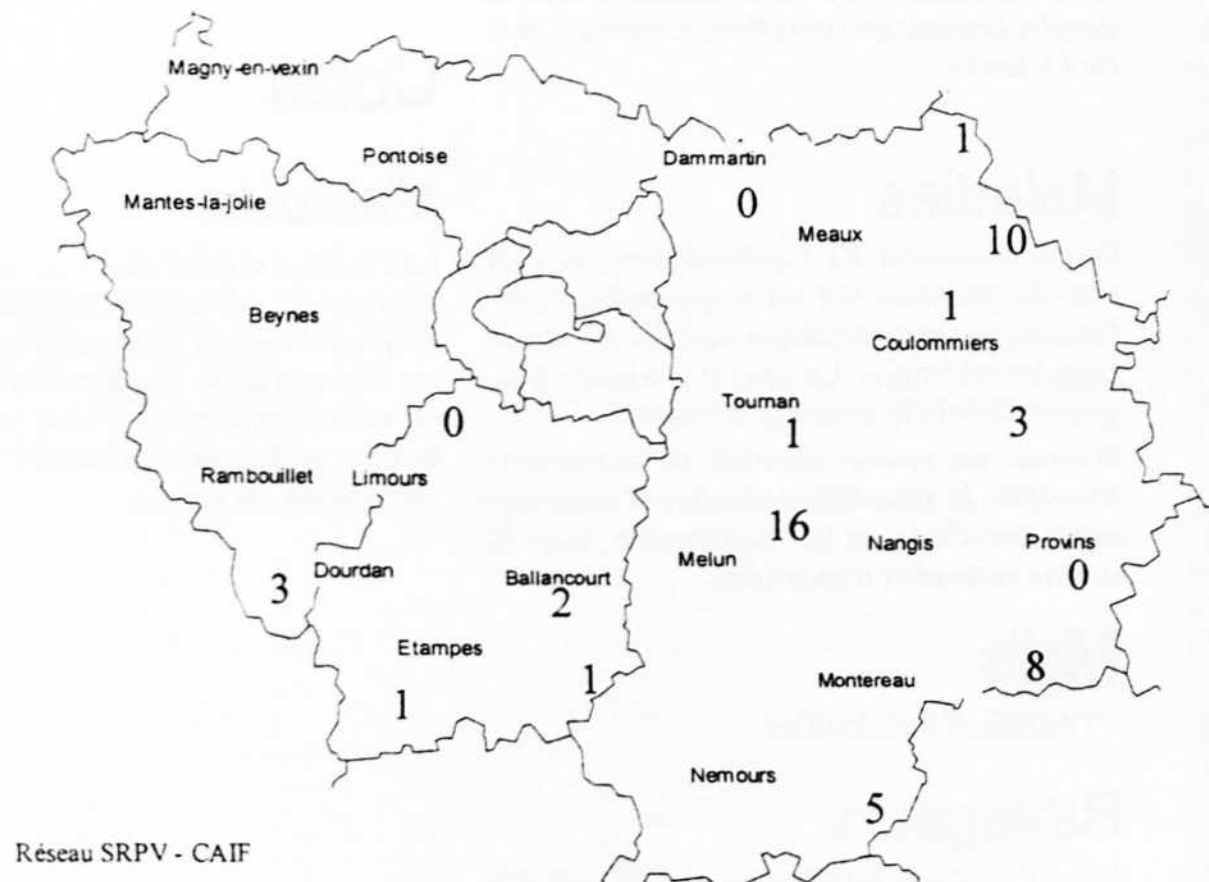 Magny-en-vexin
1
Pontoise
Dammartin
Mantes-la-jolie
0
Meaux
10
Beynes
1
Coulommiers
Tournan
0
1
3
Rambouillet
Limours
16
Melun
Nangis
Provins
Dourdan
Ballancourt
0
3
2
Etampes
8
1
Montereau
1
Nemours
5
Réseau SRPV - CAIF